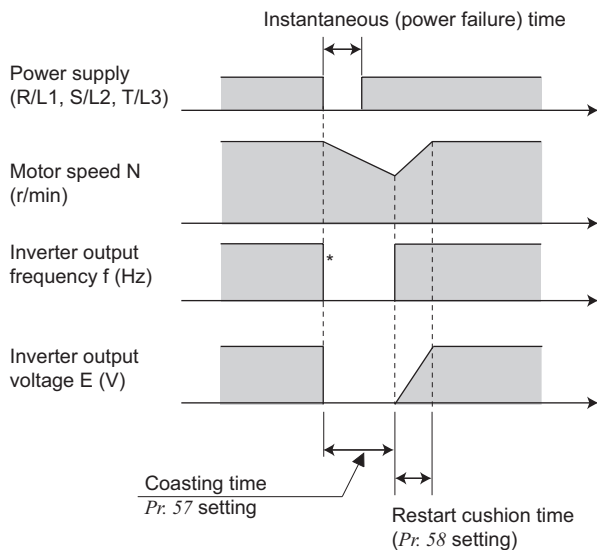 Instantaneous (power failure) time
Power supply
(R/L1, S/L2, T/L3)
Motor speed N
(r/min)
Inverter output
frequency f (Hz)
*
Inverter output
voltage E (V)
Coasting time
Pr. 57 setting
Restart cushion time
(Pr. 58 setting)